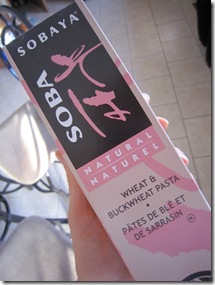 SOBAYA
SOBA
NATURAL
NATUREL
WHEAT &
BUCKWHEAT PASTA
•
PÂTES DE BLÉ ET
DE SARRASIN